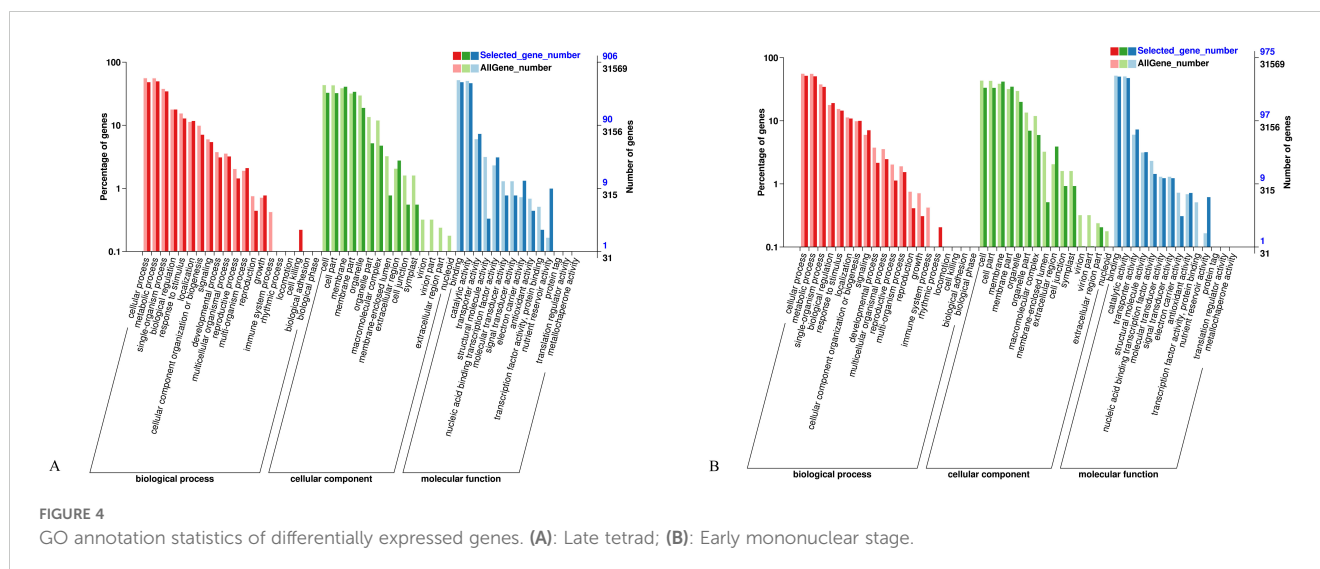 Selected_gene_number
AllGene_number
906
31569
90
3156
9
315
1
31
Number of genes
100
10
1
0.1
Percentage of genes
cellular process
metabolic process
single-organism process
biological regulation
response to stimulus
localization
cellular component organization or biogenesis
signaling
developmental process
multicellular organismal process
reproductive process
multi-organism process
reproduction
growth
immune system process
rhythmic process
locomotion
cell killing
biological adhesion
biological phase
cell
cell part
membrane
membrane part
organelle
organelle part
macromolecular complex
membrane-enclosed lumen
extracellular region
cell junction
symplast
virion
virion part
extracellular region part
nucleoid
binding
catalytic activity
transporter activity
structural molecule activity
nucleic acid binding transcription factor activity
molecular transducer activity
signal transducer activity
electron carrier activity
antioxidant activity
transcription factor activity, protein binding
nutrient reservoir activity
protein tag
translation regulator activity
metallochaperone activity
A
biological process
cellular component
molecular function
Selected_gene_number
AllGene_number
975
31569
97
3156
9
315
1
31
Number of genes
100
10
1
0.1
Percentage of genes
cellular process
metabolic process
single-organism process
biological regulation
response to stimulus
localization
cellular component organization or biogenesis
signaling
developmental process
multicellular organismal process
reproductive process
multi-organism process
reproduction
growth
immune system process
rhythmic process
locomotion
cell killing
biological adhesion
biological phase
cell
cell part
membrane
membrane part
organelle
organelle part
macromolecular complex
membrane-enclosed lumen
extracellular region
cell junction
symplast
virion
virion part
extracellular region part
nucleoid
binding
catalytic activity
transporter activity
structural molecule activity
nucleic acid binding transcription factor activity
molecular transducer activity
signal transducer activity
electron carrier activity
antioxidant activity
transcription factor activity, protein binding
nutrient reservoir activity
protein tag
translation regulator activity
metallochaperone activity
B
biological process
cellular component
molecular function
FIGURE 4
GO annotation statistics of differentially expressed genes. (A): Late tetrad; (B): Early mononuclear stage.